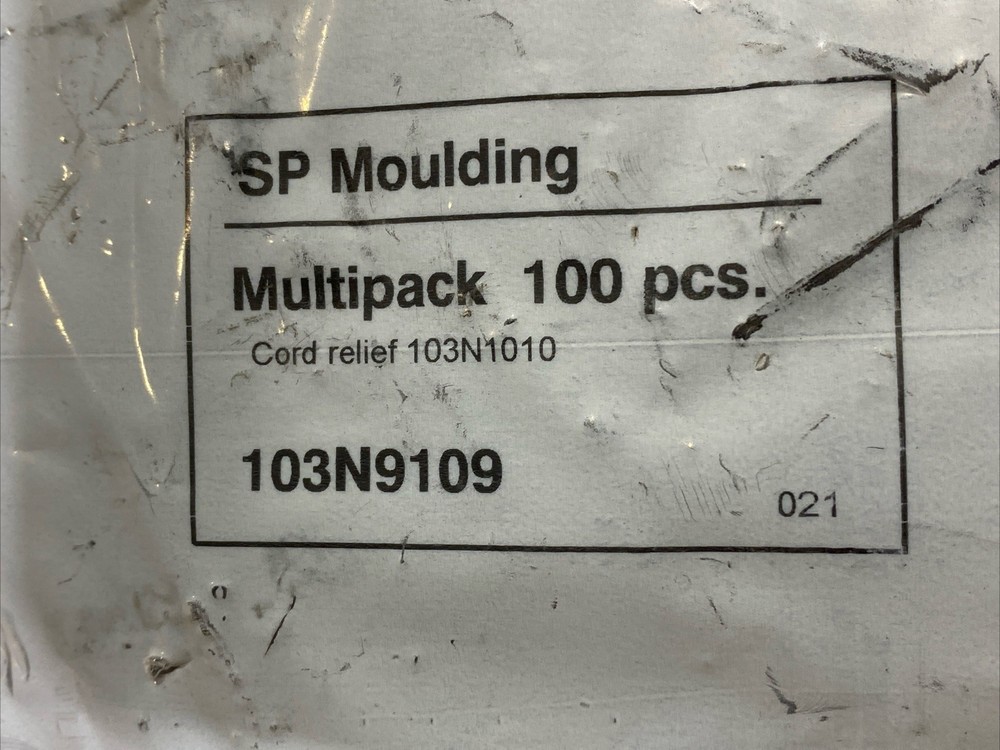 SP Moulding
Multipack 100 pcs.
Cord relief 103N1010
103N9109
021